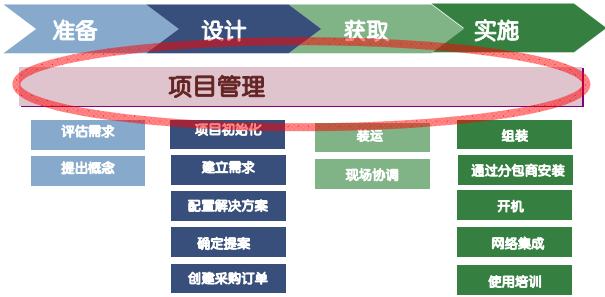 准备 设计 获取 实施
项目管理
评估需求 项目初始化 装运 组装
提出概念 建立需求 现场协调 通过分包商安装
配置解决方案 开机
确定提案 网络集成
创建采购订单 使用培训